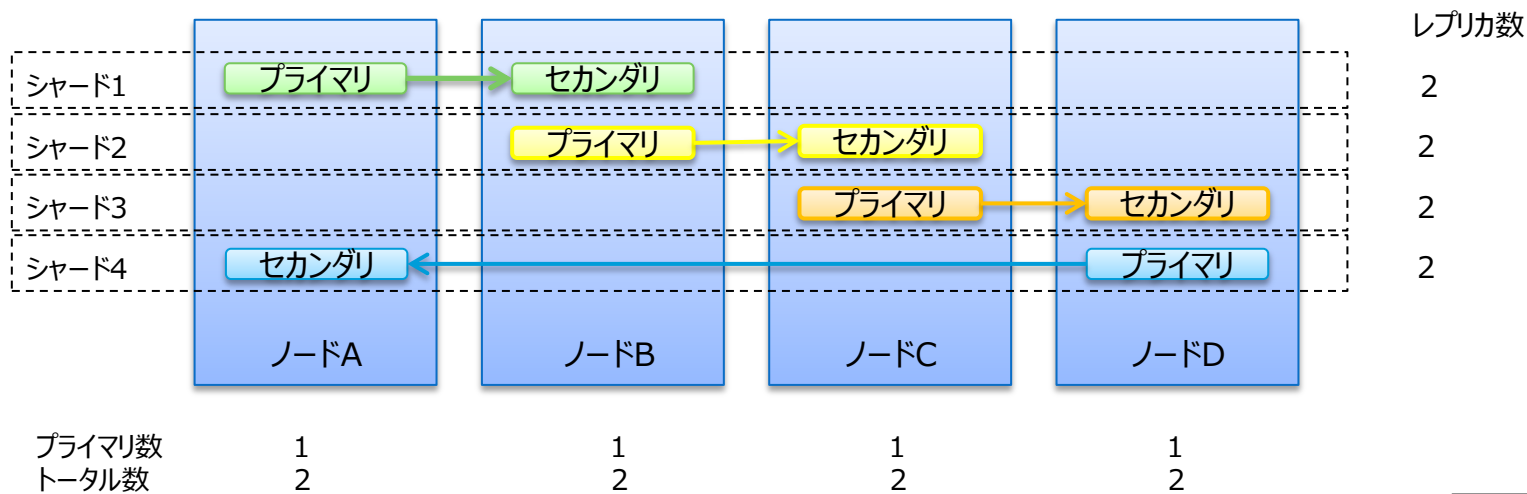 レプリカ数
シャード1 プライマリ セカンダリ 2
シャード2 プライマリ セカンダリ 2
シャード3 プライマリ セカンダリ 2
シャード4 セカンダリ プライマリ 2
ノードA ノードB ノードC ノードD
プライマリ数 1 1 1 1
トータル数 2 2 2 2